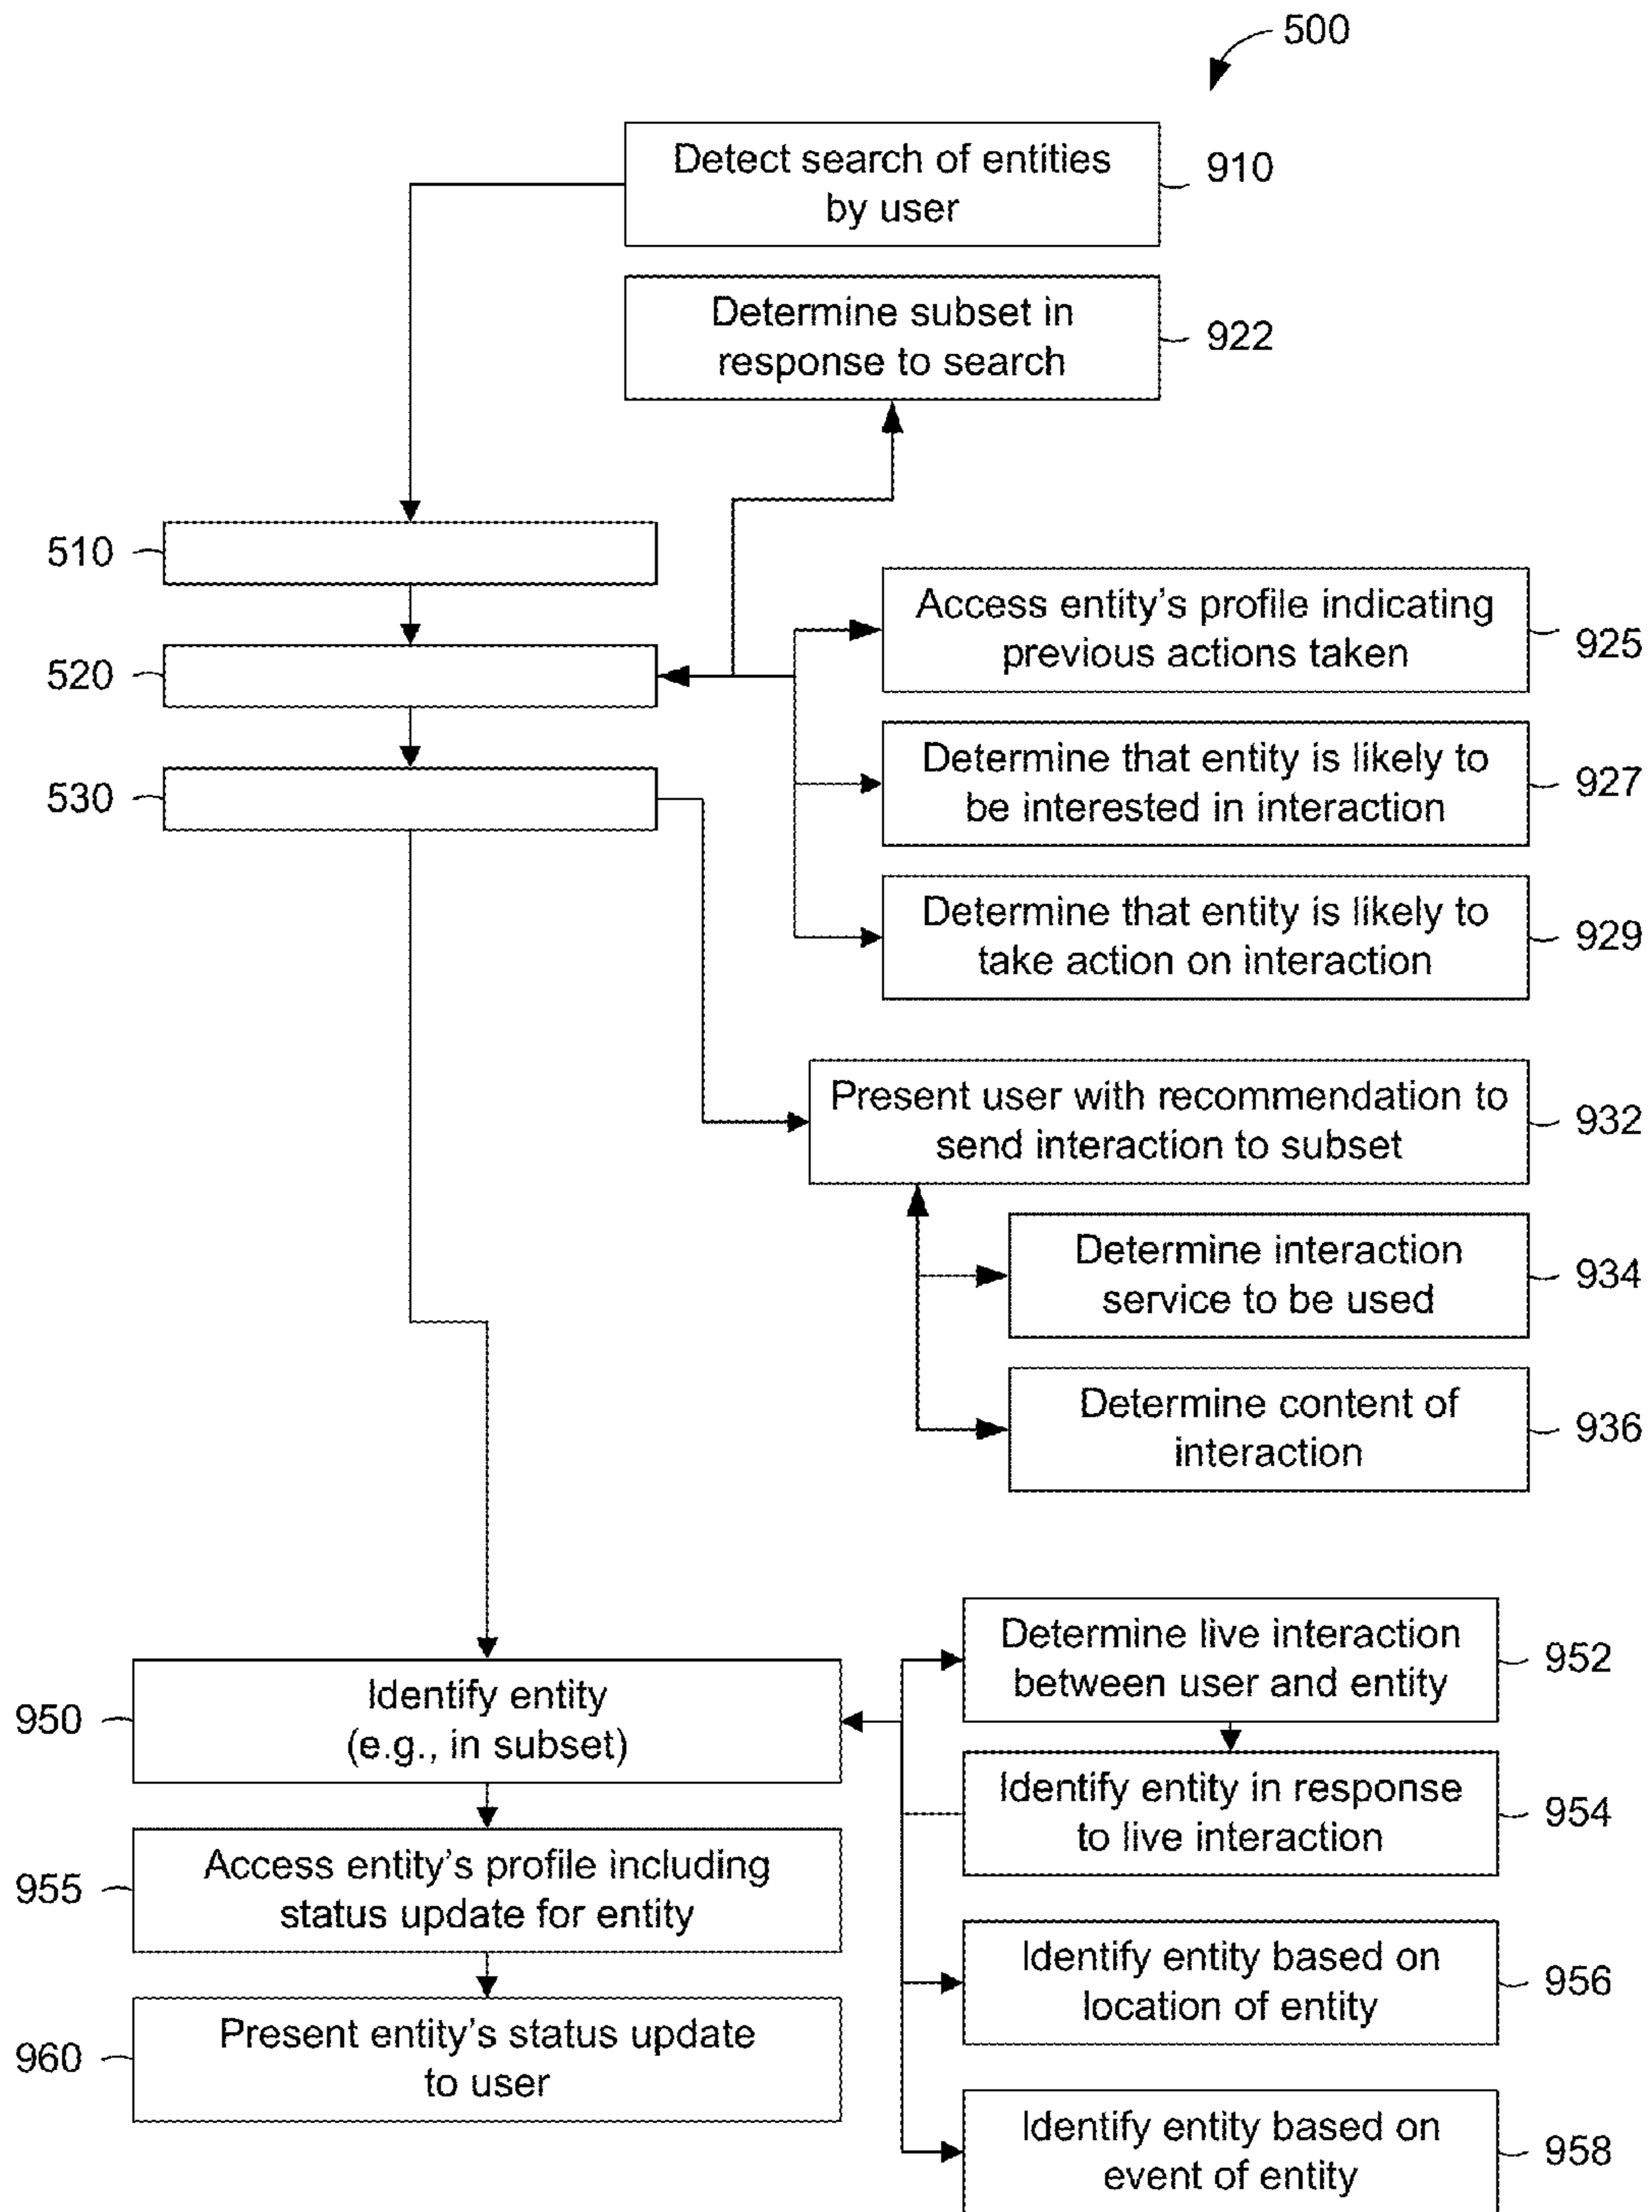 500
Detect search of entities
by user
910
Determine subset in
response to search
922
510
520
530
Access entity's profile indicating
previous actions taken
925
Determine that entity is likely to
be interested in interaction
927
Determine that entity is likely to
take action on interaction
929
Present user with recommendation to
send interaction to subset
932
Determine interaction
service to be used
934
Determine content of
interaction
936
950
Identify entity
(e.g., in subset)
955
Access entity's profile including
status update for entity
960
Present entity's status update
to user
Determine live interaction
between user and entity
952
Identify entity in response
to live interaction
954
Identify entity based on
location of entity
956
Identify entity based on
event of entity
958